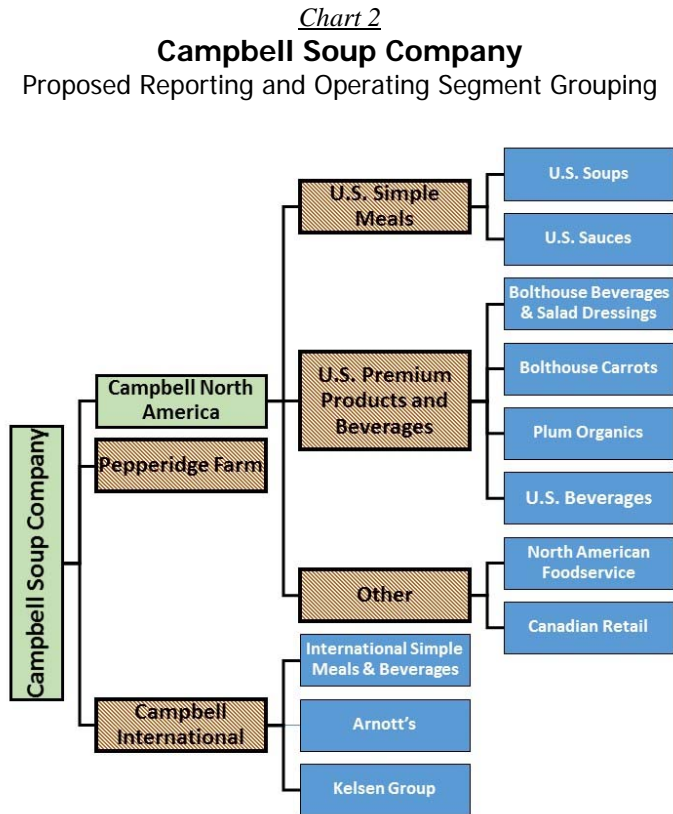 Chart 2
Campbell Soup Company
Proposed Reporting and Operating Segment Grouping
Campbell Soup Company
Campbell North
America
Pepperidge Farm
Campbell
International
U.S. Simple
Meals
U.S. Premium
Products and
Beverages
Other
U.S. Soups
U.S. Sauces
Bolthouse Beverages
& Salad Dressings
Bolthouse Carrots
Plum Organics
U.S. Beverages
North American
Foodservice
Canadian Retail
International Simple
Meals & Beverages
Arnott's
Kelsen Group